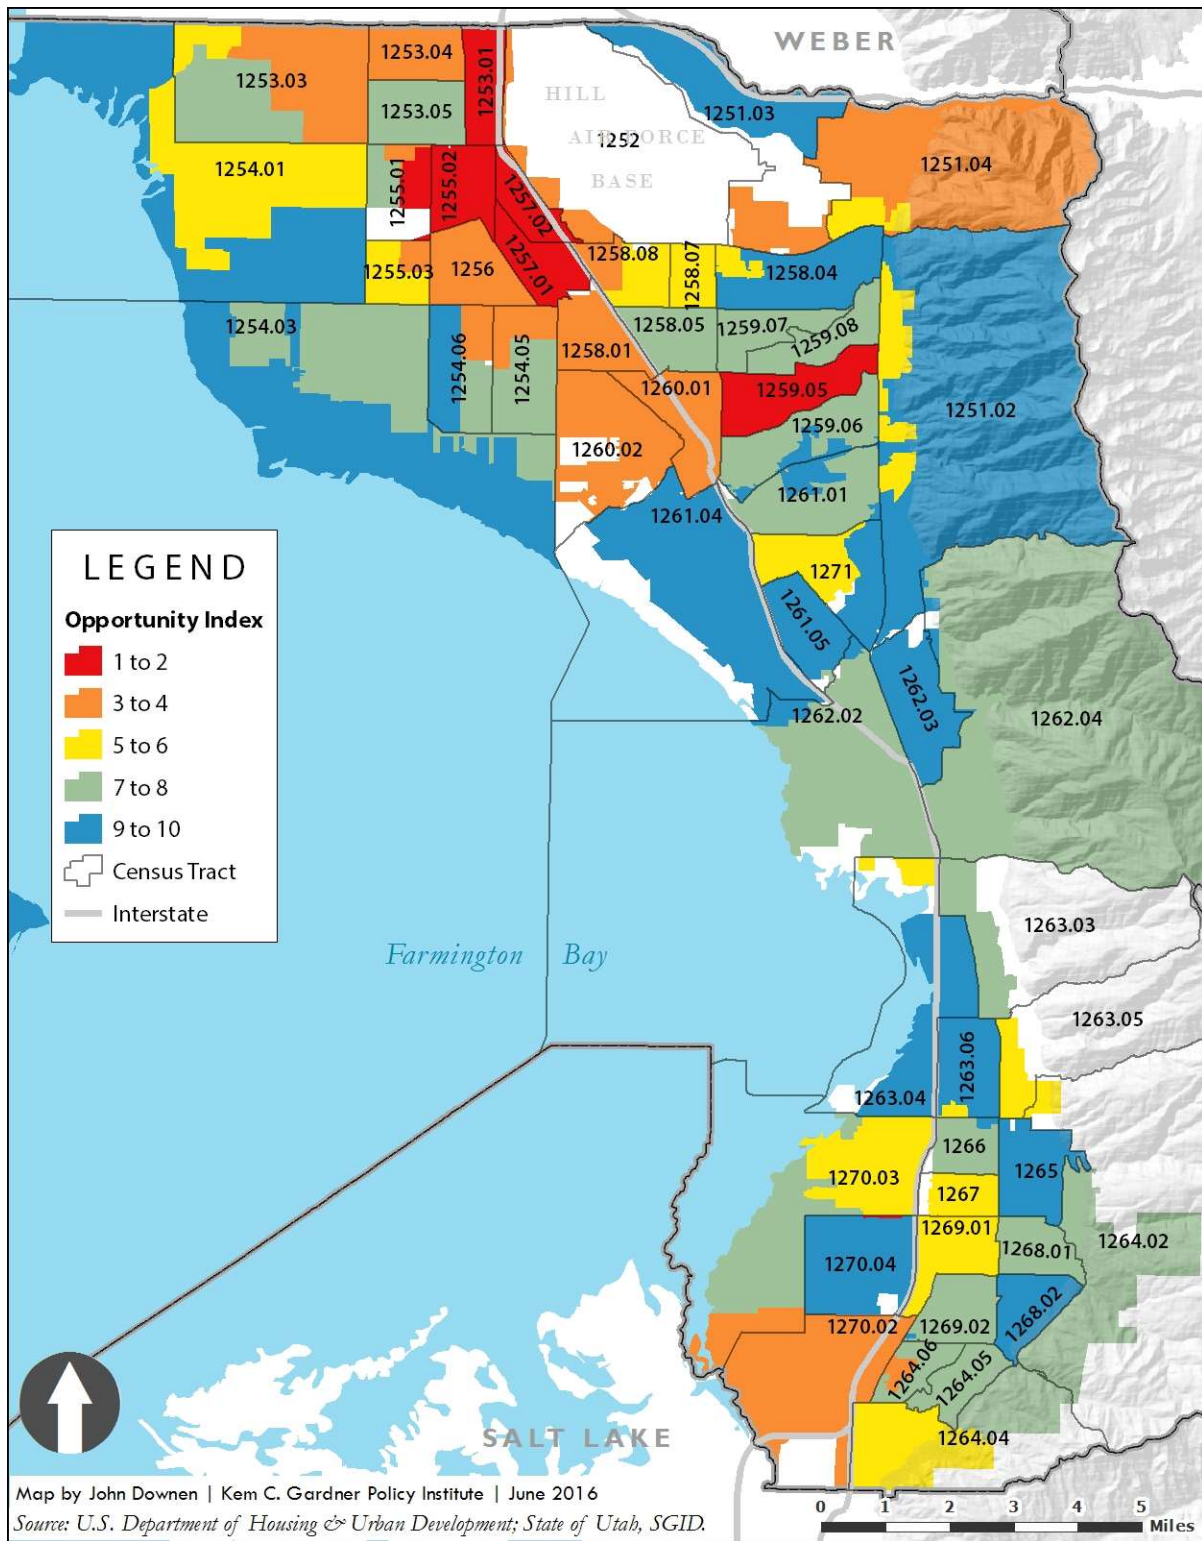 WEBER
1253.03
1253.04
1253.01
HILL
1251.03
1253.05
AIR FORCE
1252
1251.04
BASE
1254.01
1255.01
1255.02
1257.02
1255.03
1256
1257.01
1258.08
1258.07
1258.04
1254.03
1258.05
1259.07
1259.08
1254.06
1254.05
1258.01
1260.01
1259.05
1251.02
1259.06
1260.02
1261.01
1261.04
LEGEND
Opportunity Index
1 to 2
3 to 4
5 to 6
7 to 8
9 to 10
Census Tract
Interstate
1271
1261.05
1262.03
1262.02
1262.04
1263.03
Farmington Bay
1263.05
1263.06
1263.04
1266
1265
1270.03
1267
1269.01
1268.01
1264.02
1270.04
1268.02
1270.02
1269.02
1264.06
1264.05
1264.04
SALT LAKE
Map by John Downen | Kem C. Gardner Policy Institute | June 2016
Source: U.S. Department of Housing & Urban Development; State of Utah, SGID.
0 1 2 3 4 5
Miles